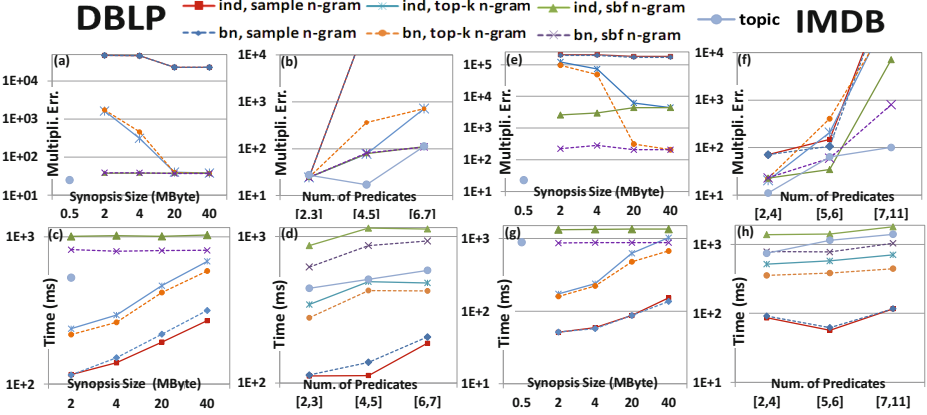 DBLP
ind, sample n-gram ind, top-k n-gram ind, sbf n-gram
bn, sample n-gram bn, top-k n-gram bn, sbf n-gram
topic
IMDB
(a)
Multipli. Err.
1E+04
1E+03
1E+02
1E+01
Synopsis Size (MByte)
0.5 2 4 20 40
(b)
Multipli. Err.
1E+4
1E+3
1E+2
1E+1
Num. of Predicates
[2,3] [4,5] [6,7]
(e)
Multipli. Err.
1E+5
1E+4
1E+3
1E+2
1E+1
Synopsis Size (MByte)
0.5 2 4 20 40
(f)
Multipli. Err.
1E+4
1E+3
1E+2
1E+1
Num. of Predicates
[2,4] [5,6] [7,11]
(c)
Time (ms)
1E+3
1E+2
Synopsis Size (MByte)
2 4 20 40
(d)
Time (ms)
1E+3
1E+2
Num. of Predicates
[2,3] [4,5] [6,7]
(g)
Time (ms)
1E+3
1E+2
1E+1
Synopsis Size (MByte)
0.5 2 4 20 40
(h)
Time (ms)
1E+3
1E+2
1E+1
Num. of Predicates
[2,4] [5,6] [7,11]